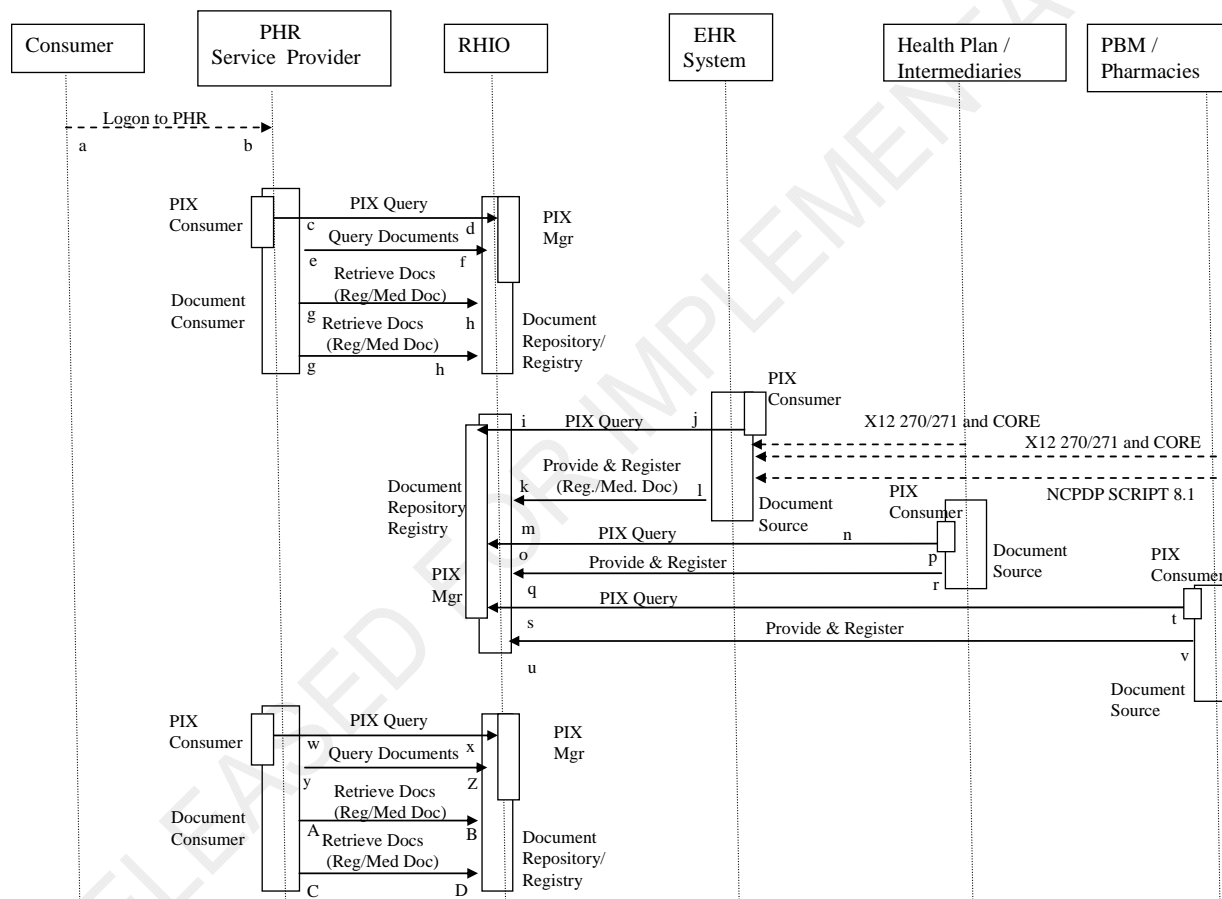 Consumer
PHR
Service Provider
RHIO
EHR
System
Health Plan /
Intermediaries
PBM /
Pharmacies
Logon to PHR
a
b
PIX
Consumer
PIX Query
c
d
PIX
Mgr
Query Documents
e
f
Retrieve Docs
(Reg/Med Doc)
Document
Consumer
g
h
Retrieve Docs
(Reg/Med Doc)
g
h
Document
Repository/
Registry
PIX
Consumer
i
PIX Query
j
X12 270/271 and CORE
X12 270/271 and CORE
Provide & Register
(Reg./Med. Doc)
k
l
NCPDP SCRIPT 8.1
Document
Repository
Registry
Document
Source
PIX
Consumer
m
PIX Query
n
o
Provide & Register
p
Document
Source
PIX
Mgr
q
r
PIX
Consumer
PIX Query
s
t
Provide & Register
u
v
Document
Source
PIX
Consumer
PIX Query
w
x
PIX
Mgr
Query Documents
y
Z
Retrieve Docs
(Reg/Med Doc)
Document
Consumer
A
B
Retrieve Docs
(Reg/Med Doc)
C
D
Document
Repository/
Registry
ELEASED FOR IMPLEMENTA